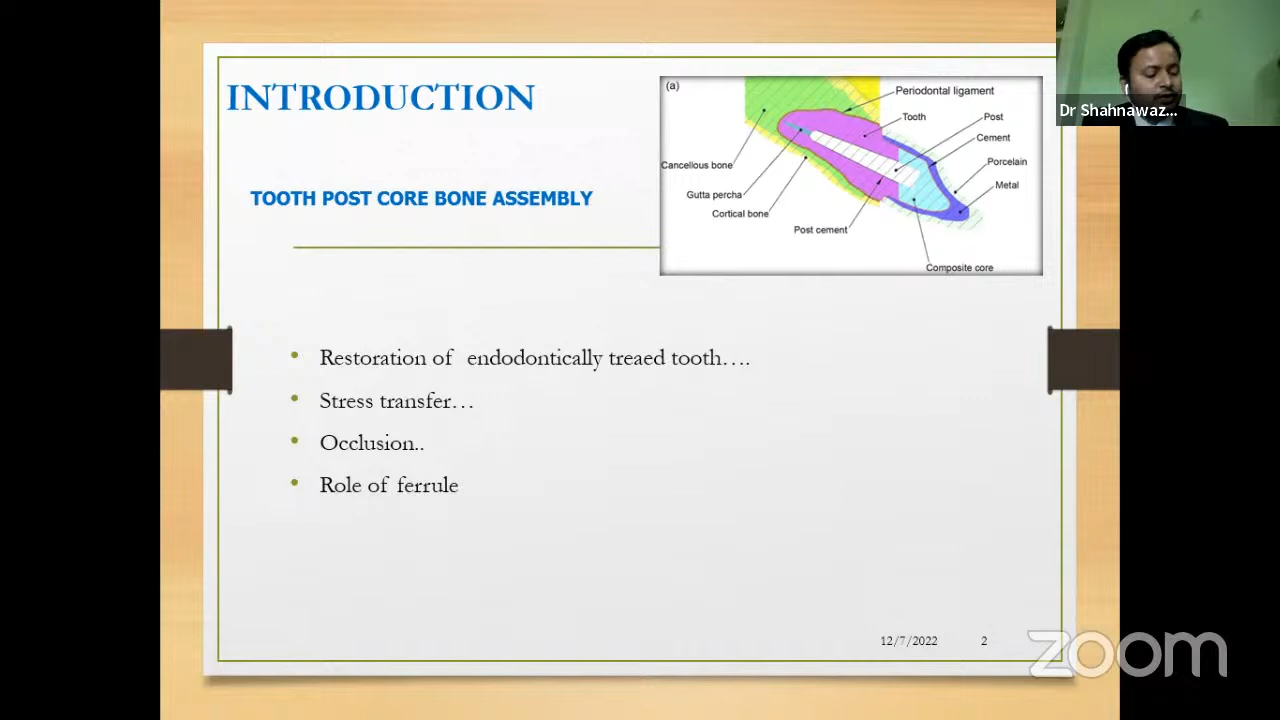 INTRODUCTION
TOOTH POST CORE BONE ASSEMBLY
(a)
Periodontal ligament
Tooth
Post
Cement
Porcelain
Metal
Cancellous bone
Gutta percha
Cortical bone
Post cement
Composite core
• Restoration of endodontically treaed tooth….
• Stress transfer…
• Occlusion..
• Role of ferrule
12/7/2022 2
Dr Shahnawaz...
zoom